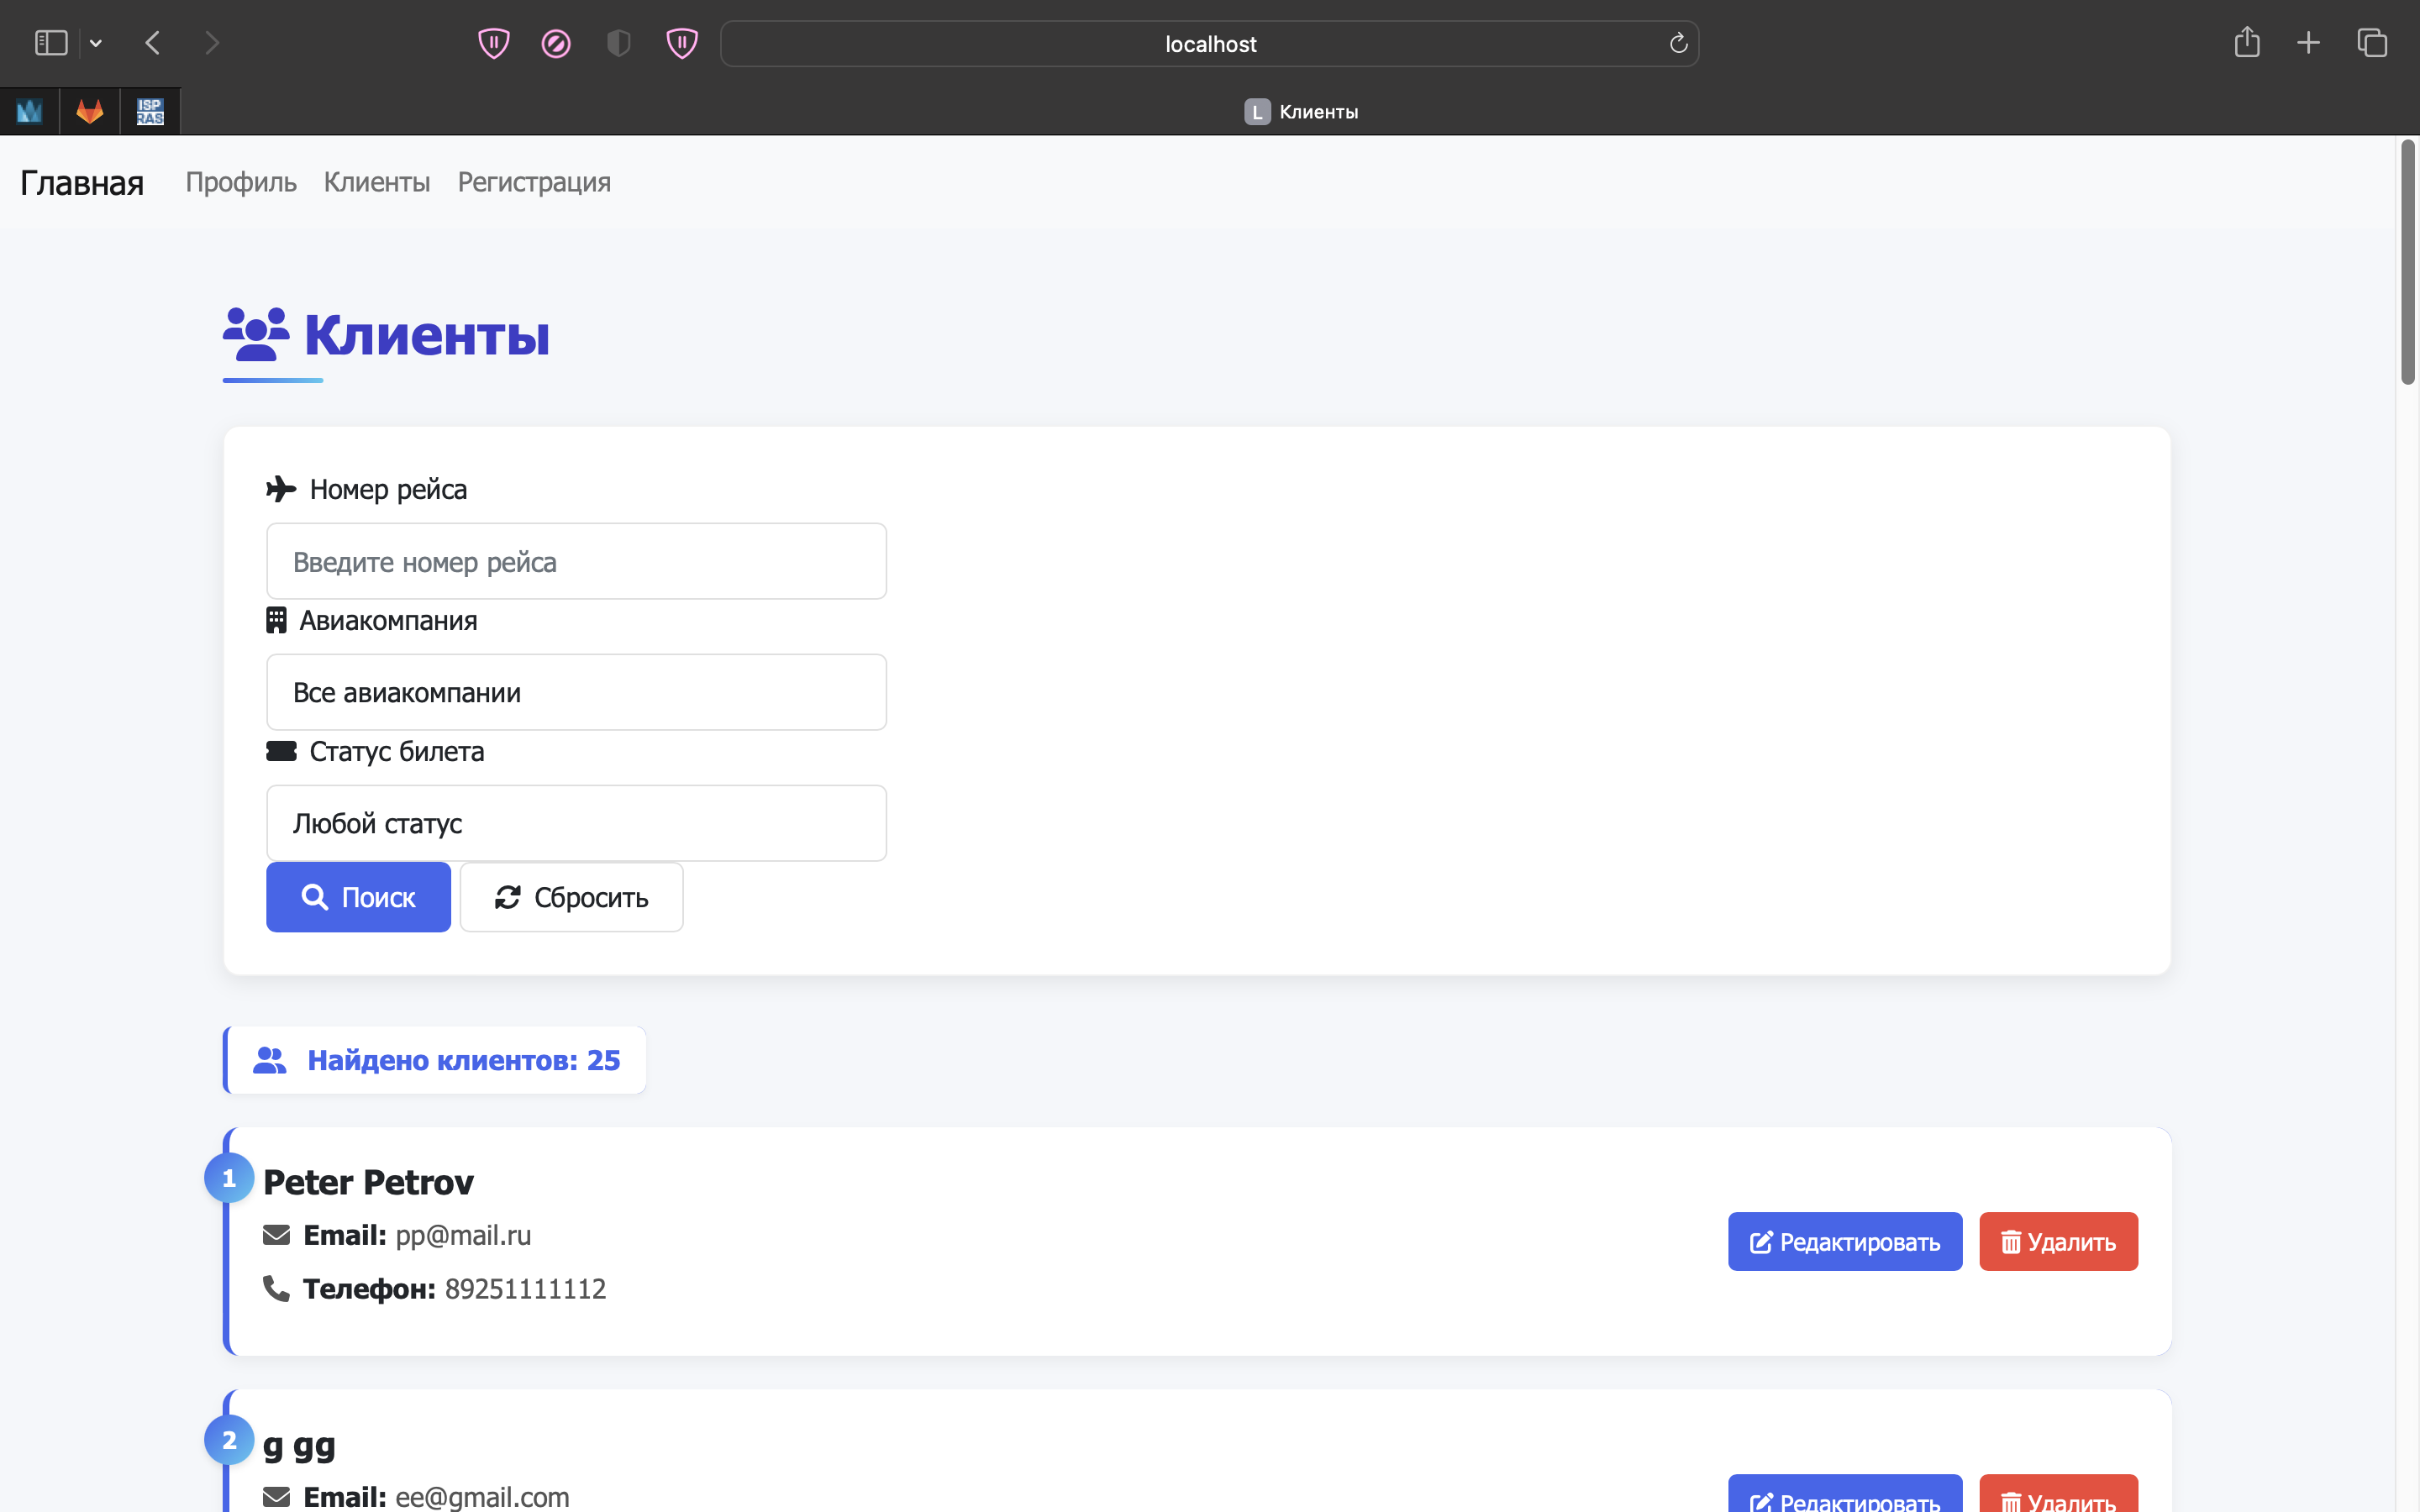 localhost
ISP
RAS
L Клиенты
Главная Профиль Клиенты Регистрация
Клиенты
Номер рейса
Введите номер рейса
Авиакомпания
Все авиакомпании
Статус билета
Любой статус
Поиск Сбросить
Найдено клиентов: 25
1 Peter Petrov
Email: pp@mail.ru
Редактировать Удалить
Телефон: 89251111112
2 g gg
Email: ee@gmail.com
Редактировать Удалить